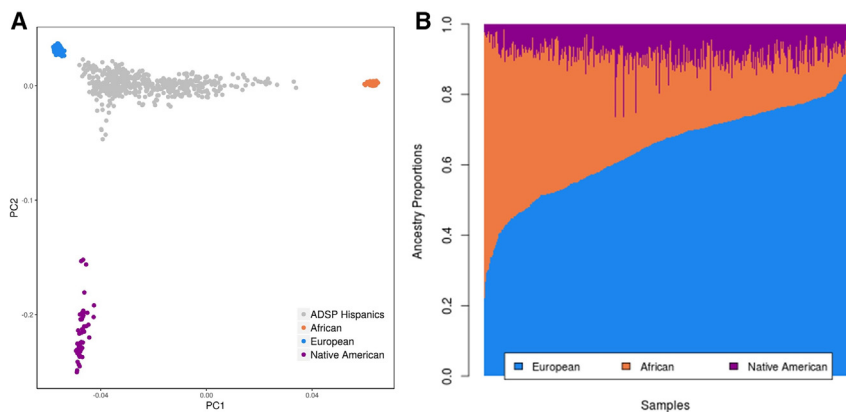 A
0.0
-0.1
-0.2
PC2
-0.04
0.00
0.04
PC1
ADSP Hispanics
African
European
Native American
B
1.0
0.8
0.6
0.4
0.2
0.0
Ancestry Proportions
European African Native American
Samples